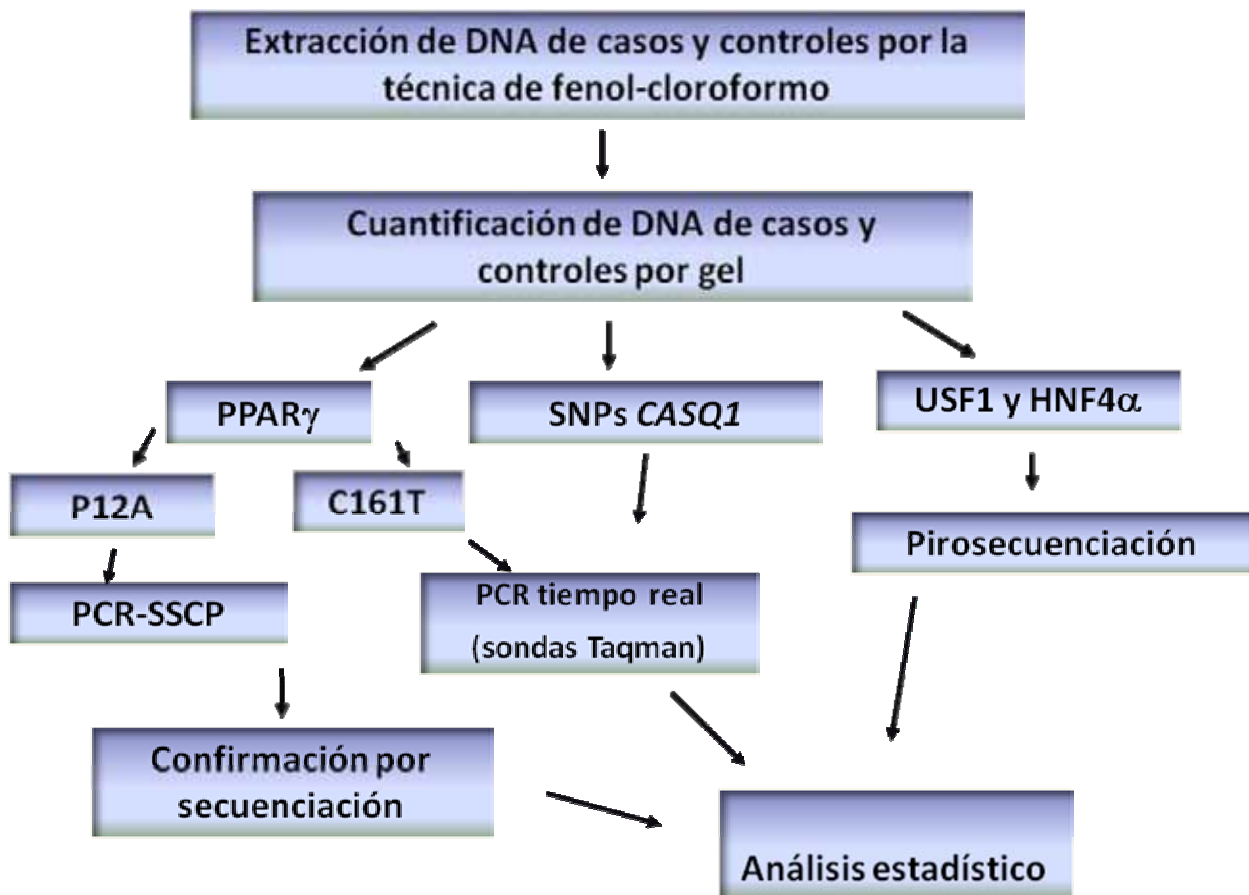 Extracción de DNA de casos y controles por la
técnica de fenol-cloroformo
Cuantificación de DNA de casos y
controles por gel
PPARγ
SNPs CASQ1
USF1 y HNF4α
P12A
C161T
Pirosecuenciación
PCR-SSCP
PCR tiempo real
(sondas Taqman)
Confirmación por
secuenciación
Análisis estadístico